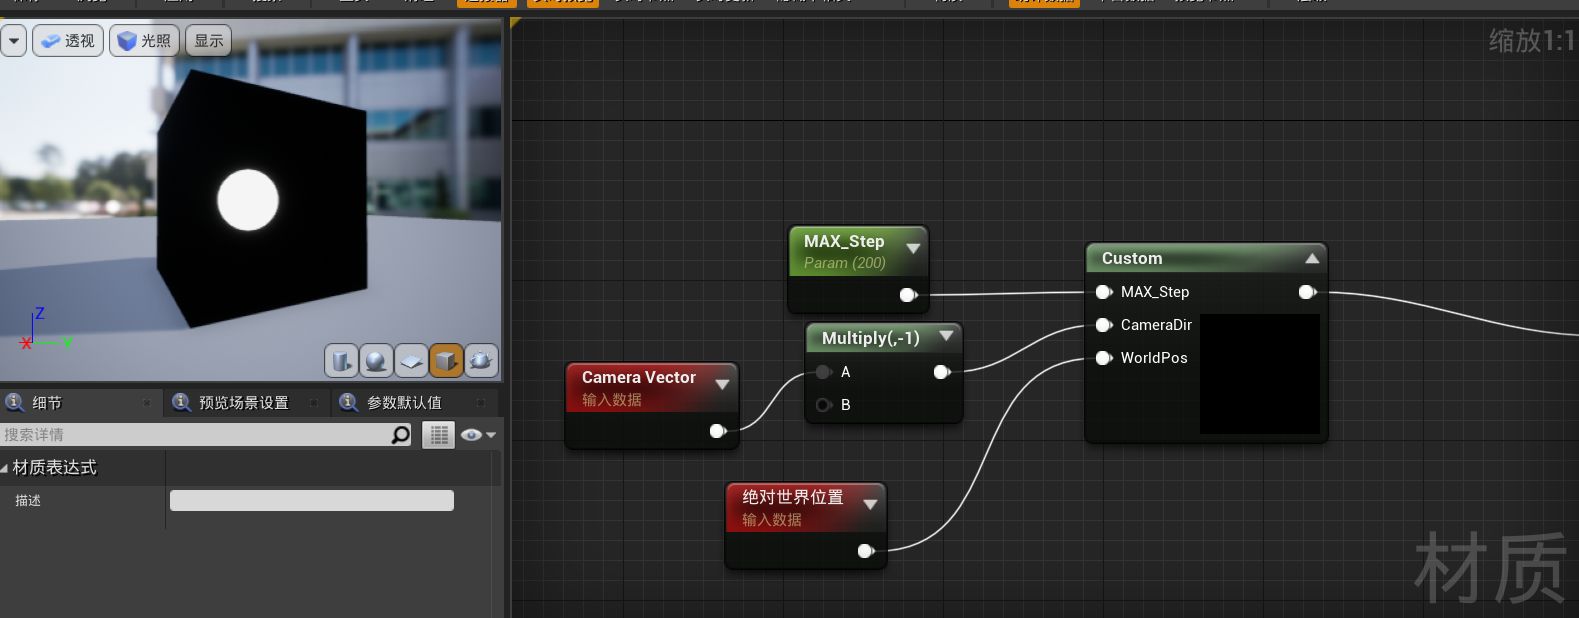 缩放1:1
透视
光照
显示
MAX_Step
Param (200)
Custom
MAX_Step
CameraDir
WorldPos
Multiply(,-1)
A
B
Camera Vector
输入数据
绝对世界位置
输入数据
Z
X
Y
细节
预览场景设置
参数默认值
搜索详情
材质表达式
描述
材质